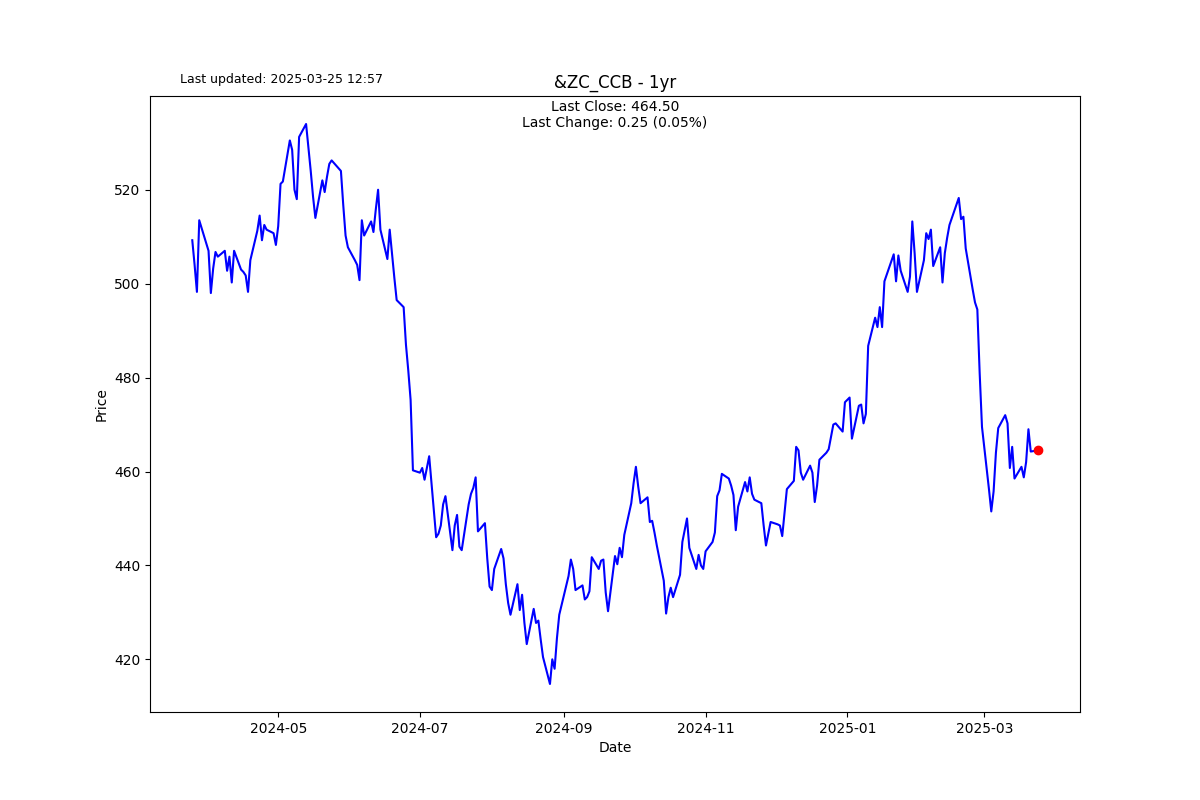 Last updated: 2025-03-25 12:57
&ZC_CCB - 1yr
Last Close: 464.50
Last Change: 0.25 (0.05%)
Price
520
500
480
460
440
420
2024-05
2024-07
2024-09
2024-11
2025-01
2025-03
Date